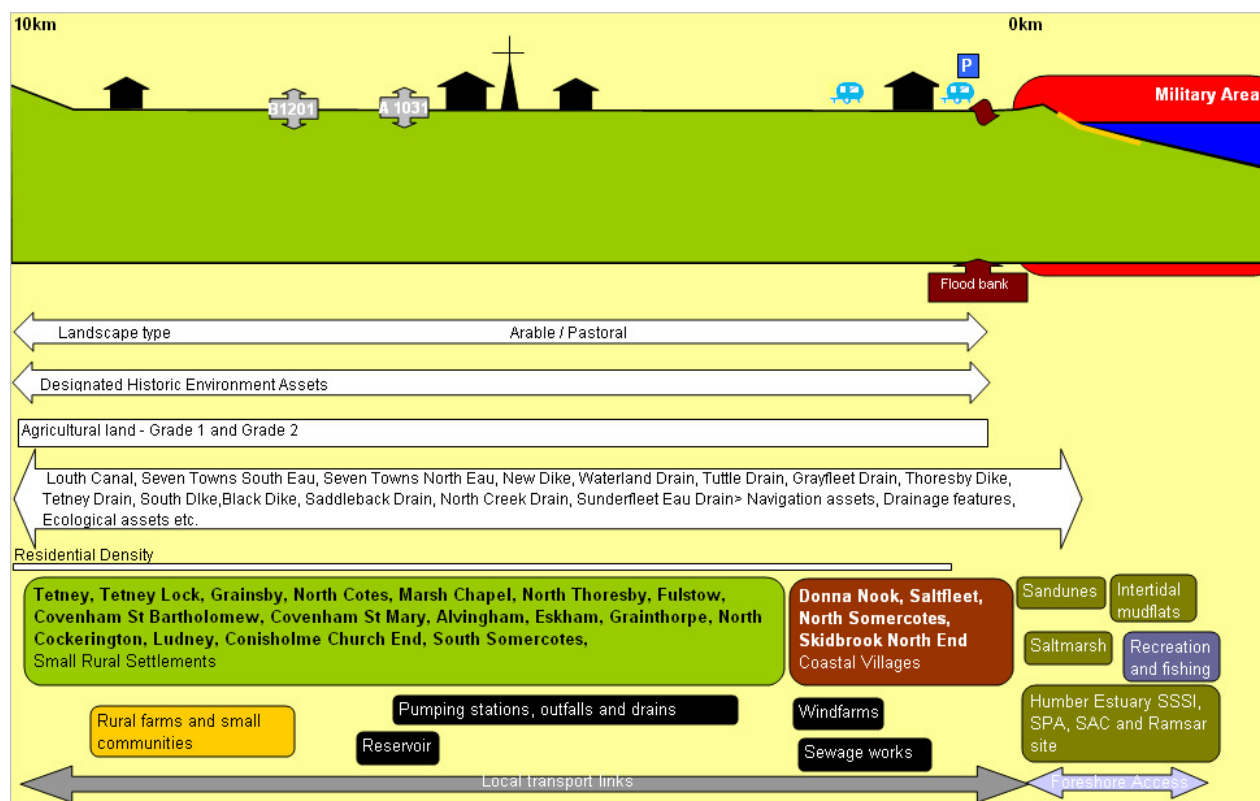 10km
0km
P
B1201
A 1031
Military Area
Flood bank
Landscape type
Arable / Pastoral
Designated Historic Environment Assets
Agricultural land - Grade 1 and Grade 2
Louth Canal, Seven Towns South Eau, Seven Towns North Eau, New Dike, Waterland Drain, Tuttle Drain, Grayfleet Drain, Thoresby Dike,
Tetney Drain, South DIke,Black Dike, Saddleback Drain, North Creek Drain, Sunderfleet Eau Drain> Navigation assets, Drainage features,
Ecological assets etc.
Residential Density
Tetney, Tetney Lock, Grainsby, North Cotes, Marsh Chapel, North Thoresby, Fulstow,
Covenham St Bartholomew, Covenham St Mary, Alvingham, Eskham, Grainthorpe, North
Cockerington, Ludney, Conisholme Church End, South Somercotes,
Small Rural Settlements
Donna Nook, Saltfleet,
North Somercotes,
Skidbrook North End
Coastal Villages
Sandunes
Intertidal
mudflats
Saltmarsh
Recreation
and fishing
Rural farms and small
communities
Pumping stations, outfalls and drains
Reservoir
Windfarms
Sewage works
Humber Estuary SSSI,
SPA, SAC and Ramsar
site
Local transport links
Foreshore Access